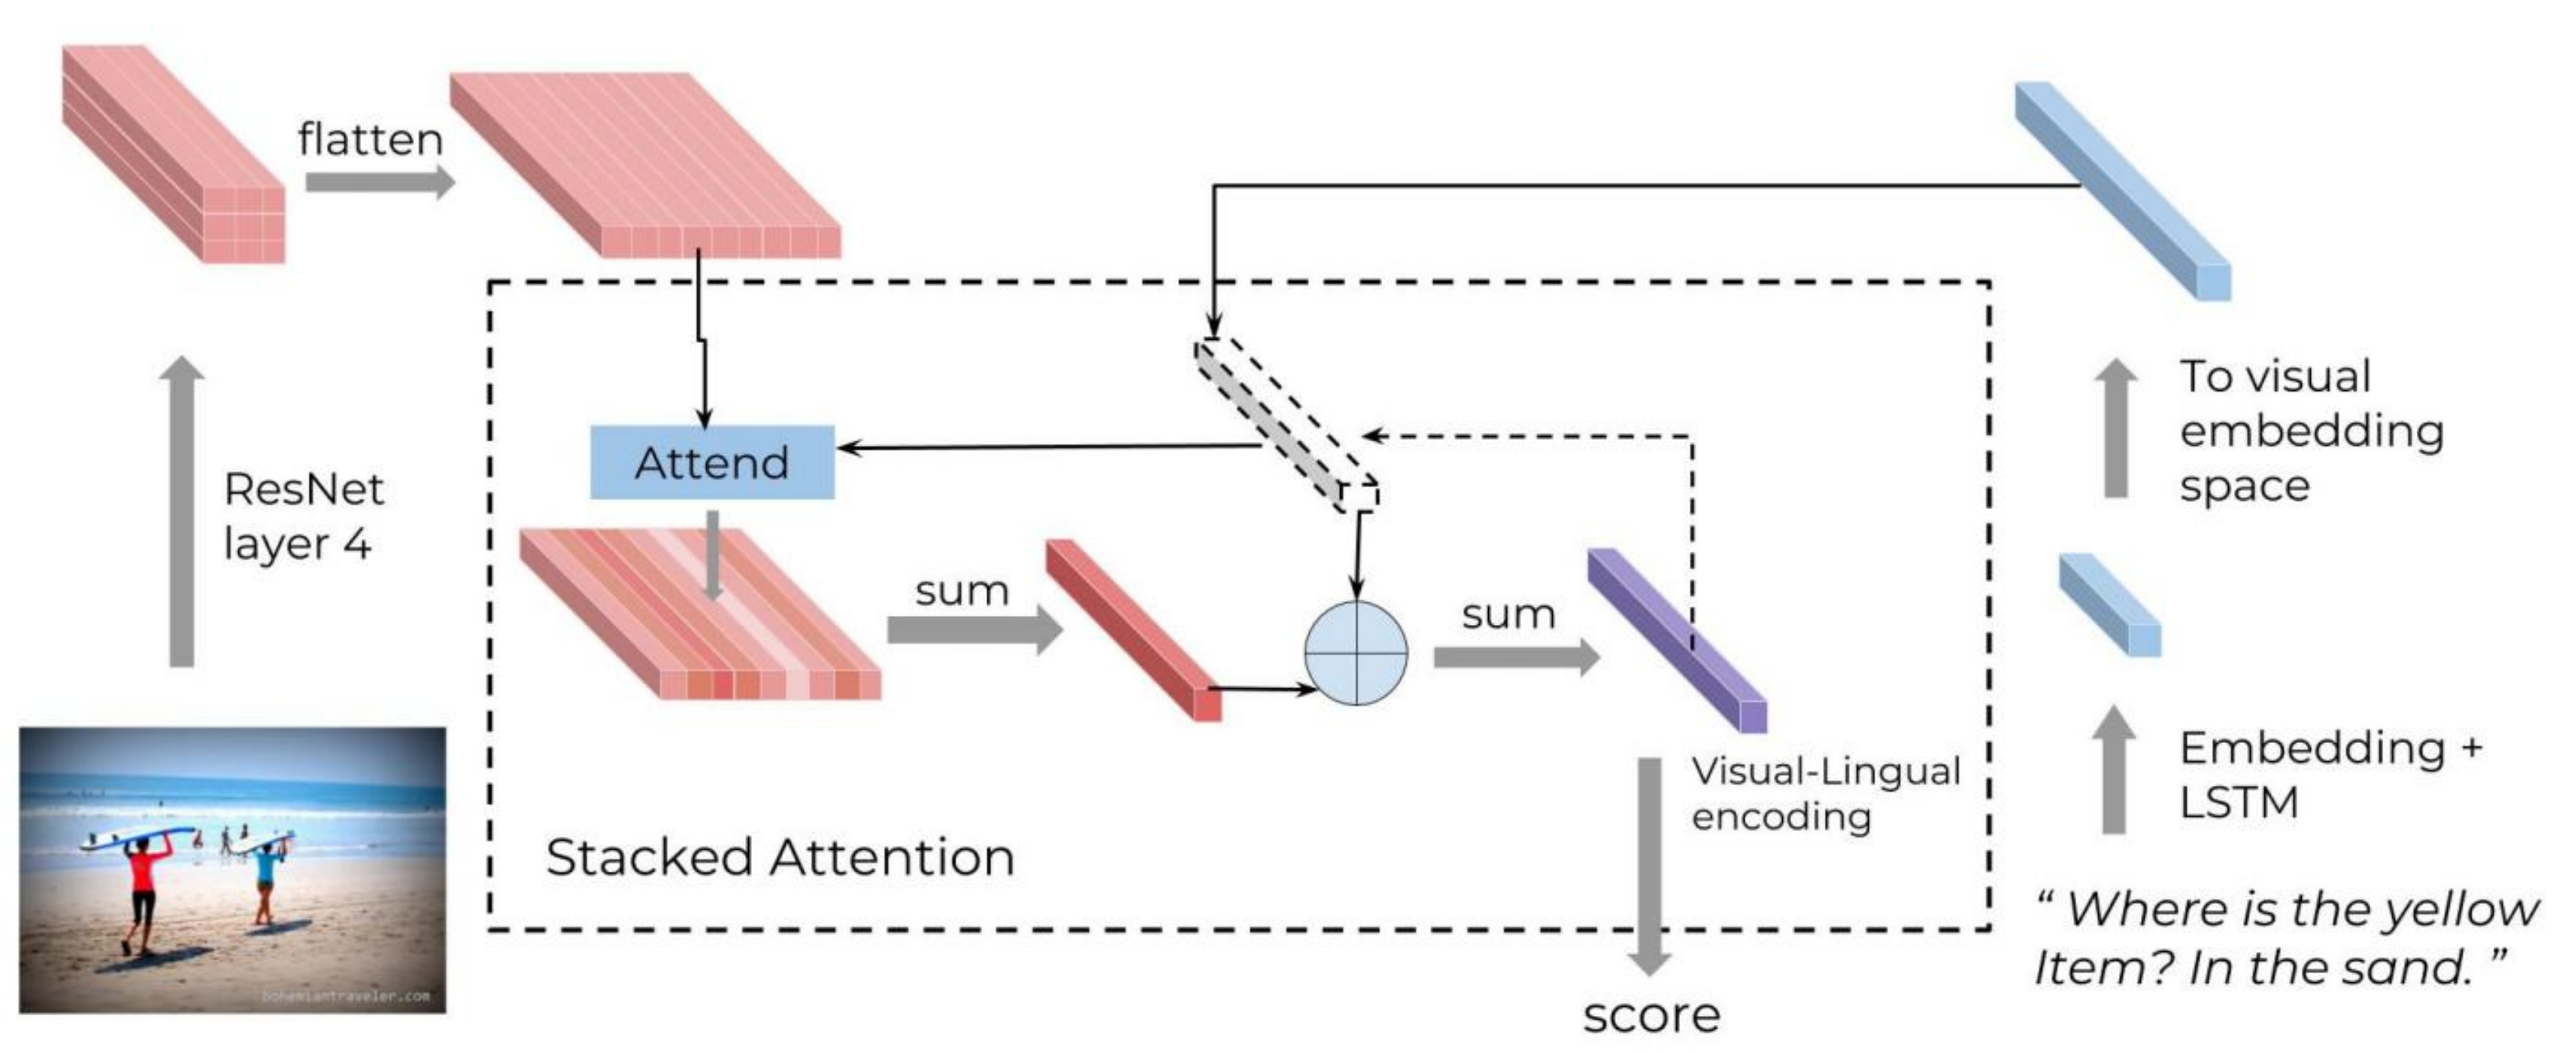 flatten
ResNet
layer 4
Attend
sum
sum
Stacked Attention
Visual-Lingual
encoding
score
To visual
embedding
space
Embedding +
LSTM
“ Where is the yellow
Item? In the sand. ”
bohemiantraveler.com